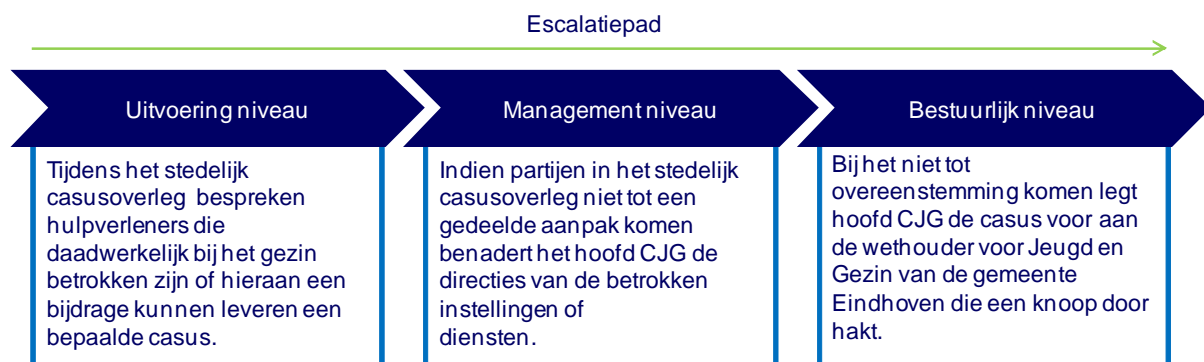 Escalatiepad
Uitvoering niveau
Management niveau
Bestuurlijk niveau
Tijdens het stedelijk
casusoverleg bespreken
hulpverleners die
daadwerkelijk bij het gezin
betrokken zijn of hieraan een
bijdrage kunnen leveren een
bepaalde casus.
Indien partijen in het stedelijk
casusoverleg niet tot een
gedeelde aanpak komen
benadert het hoofd CJG de
directies van de betrokken
instellingen of
diensten.
Bij het niet tot
overeenstemming komen legt
hoofd CJG de casus voor aan
de wethouder voor Jeugd en
Gezin van de gemeente
Eindhoven die een knoop door
hakt.